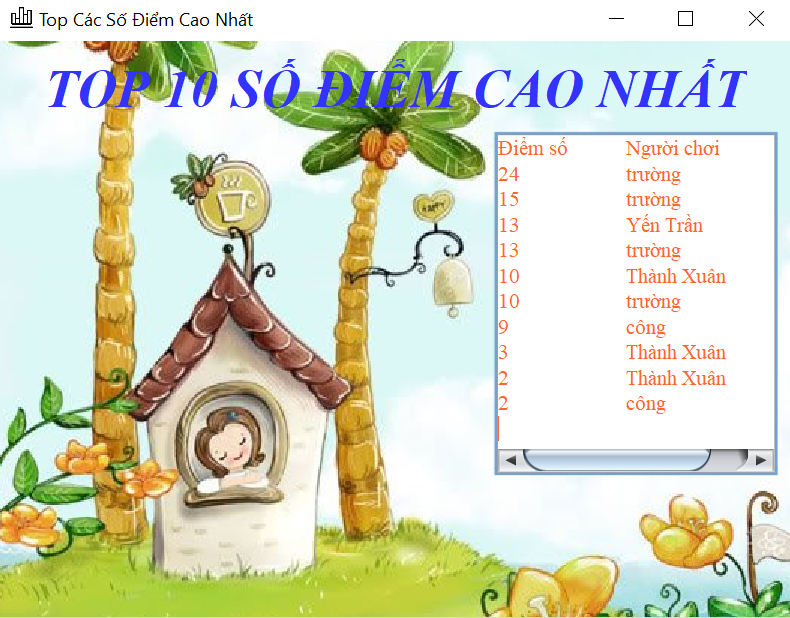 Top Các Số Điểm Cao Nhất
TOP 10 SỐ ĐIỂM CAO NHẤT
HAPPY
Điểm số Người chơi
24 trường
15 trường
13 Yến Trần
13 trường
10 Thành Xuân
10 trường
9 công
3 Thành Xuân
2 Thành Xuân
2 công